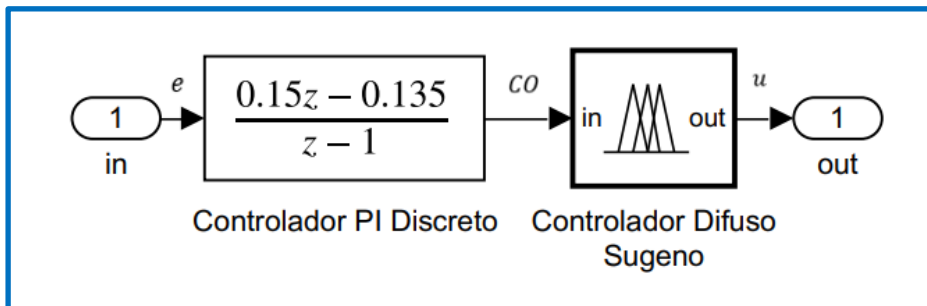 e
CO
u
1
0.15z − 0.135
z − 1
in
out
1
in
out
Controlador PI Discreto
Controlador Difuso
Sugeno